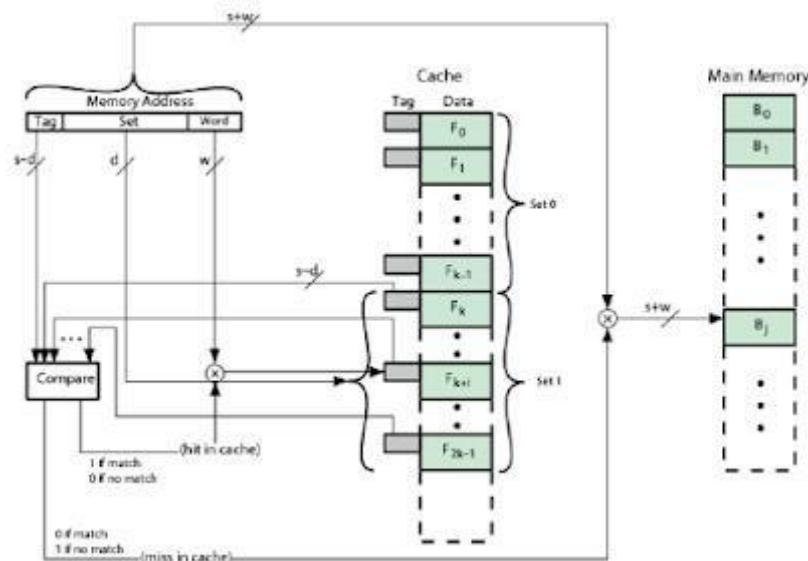 s+w
Cache
Main Memory
Memory Address
Tag Data
Tag Set Word
F0
B0
F1
B1
s–d d w
Set 0
s–d
Fk–1
Fk
s+w
Bj
Compare
Fk+i
Set 1
(hit in cache)
F2k–1
1 if match
0 if no match
0 if match
1 if no match
(miss in cache)